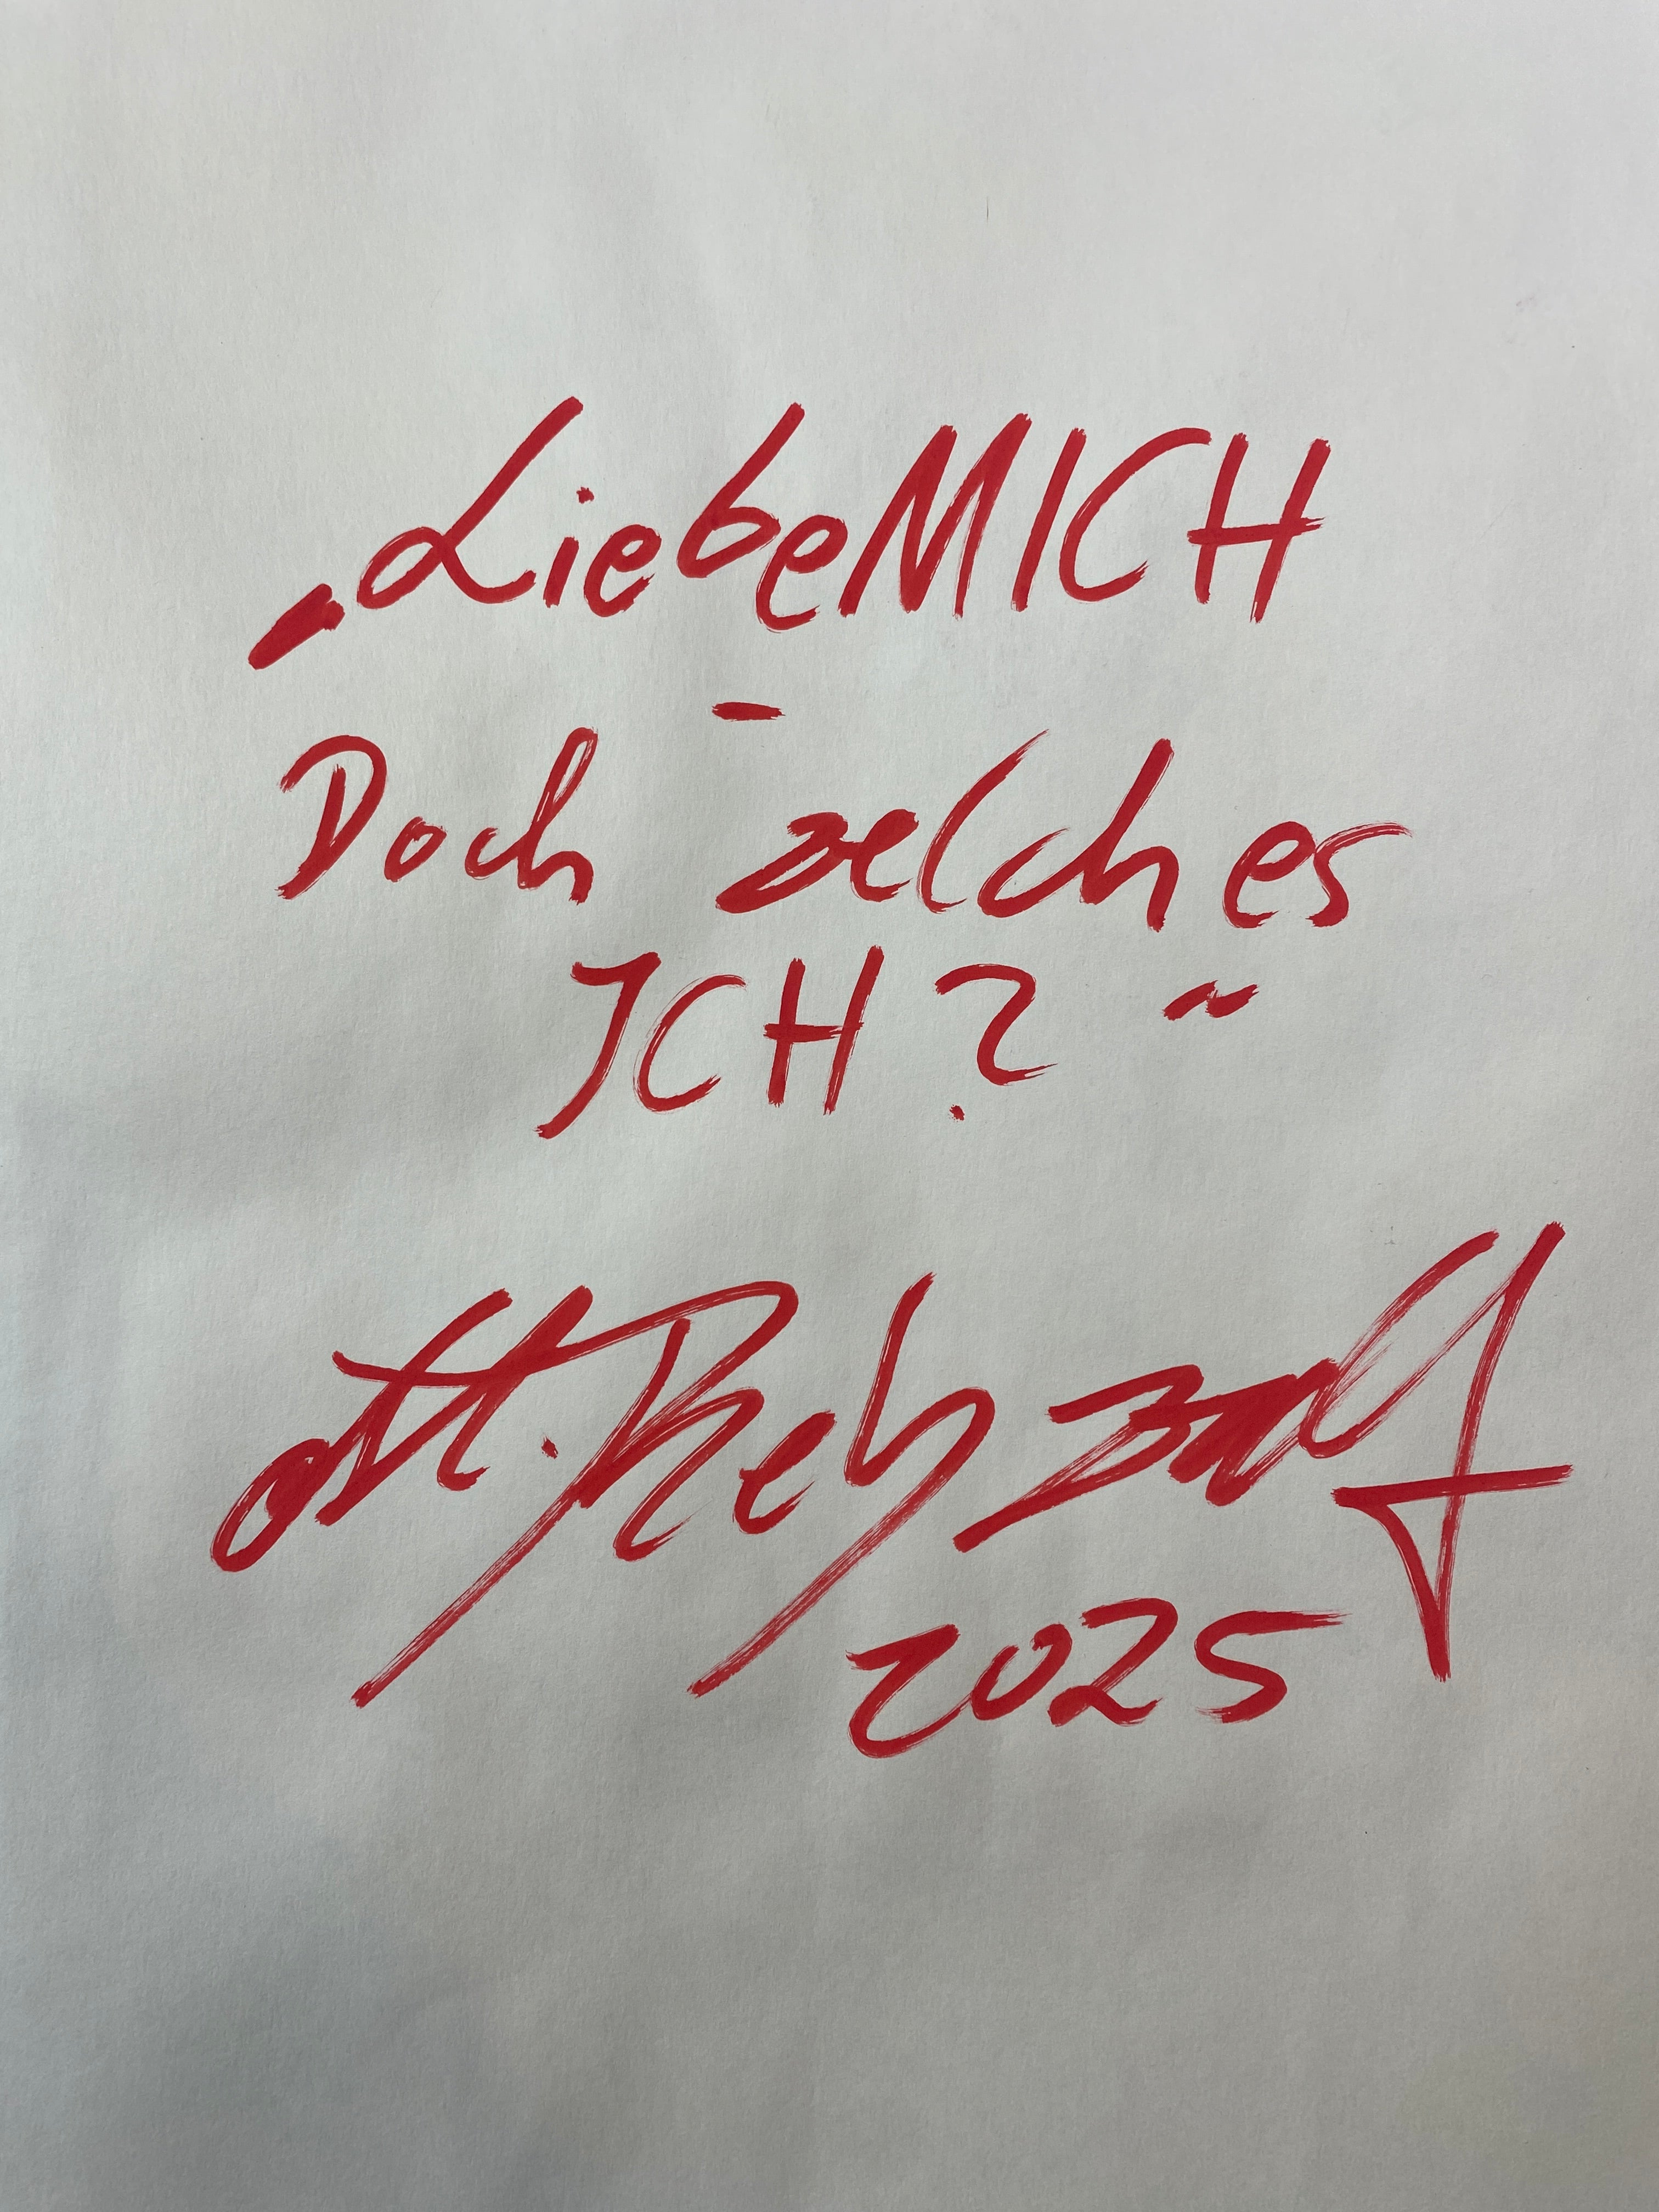 „LiebeMICH
-
Doch welches
ICH?"
2025